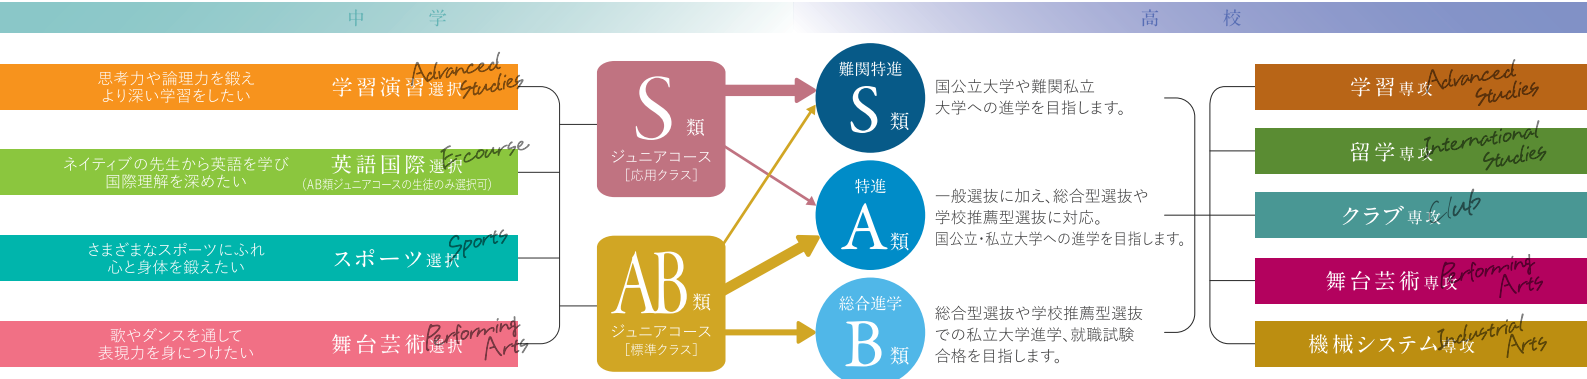 中学
高校
思考力や論理力を鍛え
より深い学習をしたい
学習演習選択
Advanced
Studies
ネイティブの先生から英語を学び
国際理解を深めたい
英語国際選択
(AB類ジュニアコースの生徒のみ選択可)
E-course
さまざまなスポーツにふれ
心と身体を鍛えたい
スポーツ選択
Sports
歌やダンスを通して
表現力を身につけたい
舞台芸術選択
Performing
Arts
S類
ジュニアコース
[応用クラス]
AB類
ジュニアコース
[標準クラス]
難関特進
S類
国公立大学や難関私立
大学への進学を目指します。
特進
A類
一般選抜に加え、総合型選抜や
学校推薦型選抜に対応。
国公立・私立大学への進学を目指します。
総合進学
B類
総合型選抜や学校推薦型選抜
での私立大学進学、就職試験
合格を目指します。
学習専攻
Advanced
Studies
留学専攻
International
Studies
クラブ専攻
Club
舞台芸術専攻
Performing
Arts
機械システム専攻
Industrial
Arts